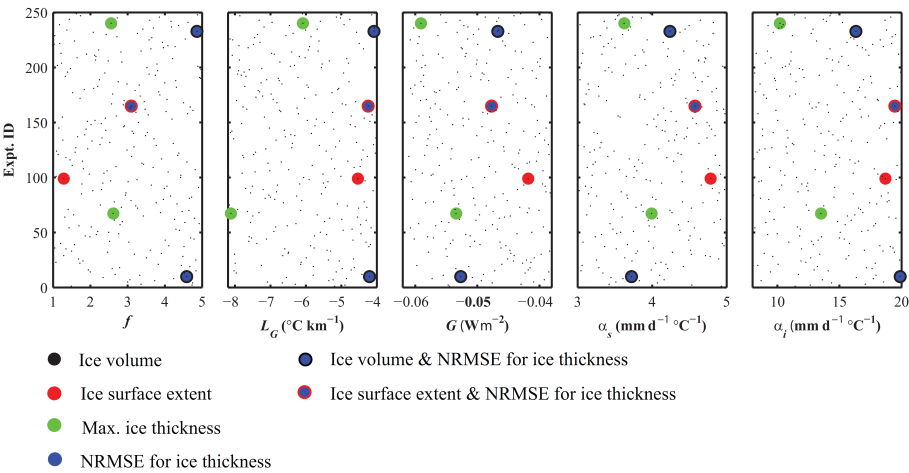 250
200
150
100
50
0
Expt. ID
1 2 3 4 5
−8 −7 −6 −5 −4
−0.06 −0.05 −0.04
3 4 5
10 15 20
f
L_G (°C km⁻¹)
G (Wm⁻²)
α_s (mm d⁻¹ °C⁻¹)
α_i (mm d⁻¹ °C⁻¹)
Ice volume
Ice surface extent
Max. ice thickness
NRMSE for ice thickness
Ice volume & NRMSE for ice thickness
Ice surface extent & NRMSE for ice thickness